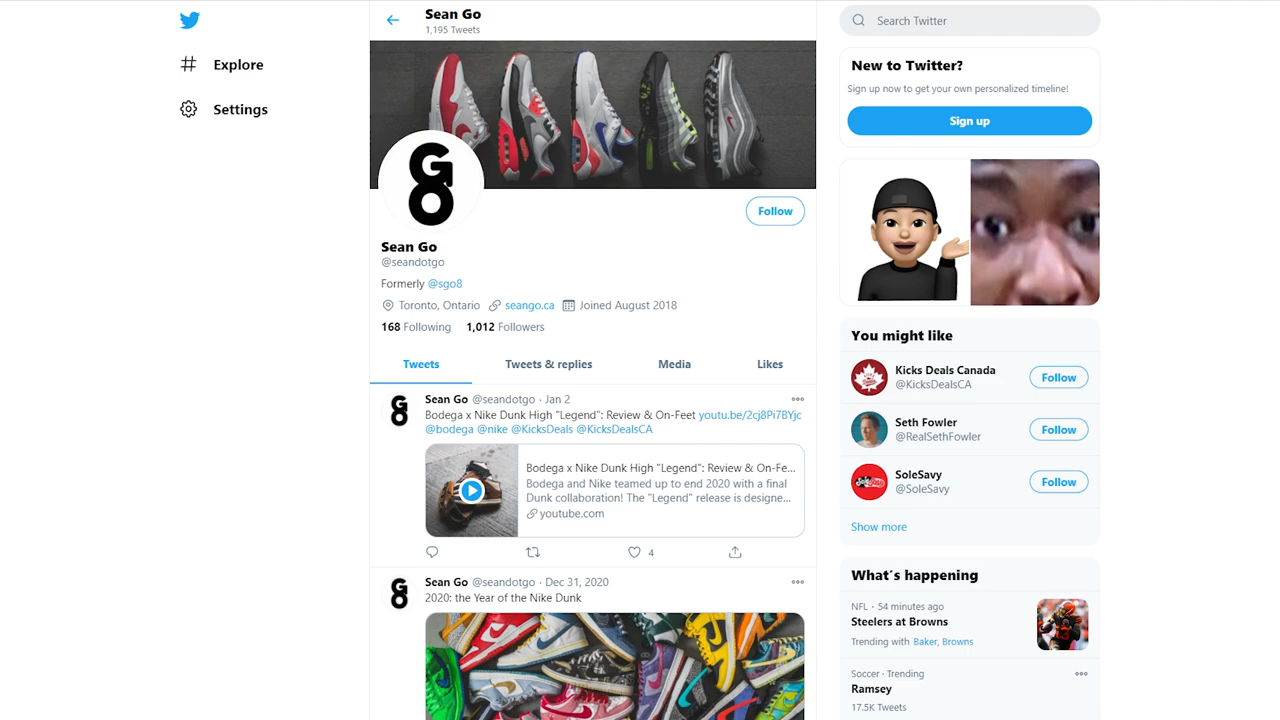 Sean Go
1,195 Tweets
Search Twitter
Explore
Settings
New to Twitter?
Sign up now to get your own personalized timeline!
Sign up
GO
Follow
Sean Go
@seandotgo
Formerly @sgo8
Toronto, Ontario seango.ca Joined August 2018
168 Following 1,012 Followers
Tweets Tweets & replies Media Likes
GO
Sean Go @seandotgo · Jan 2
Bodega x Nike Dunk High "Legend": Review & On-Feet youtu.be/2cj8Pi7BYjc
@bodega @nike @KicksDeals @KicksDealsCA
Bodega x Nike Dunk High "Legend": Review & On-Fe...
Bodega and Nike teamed up to end 2020 with a final
Dunk collaboration! The "Legend" release is designe...
youtube.com
4
GO
Sean Go @seandotgo · Dec 31, 2020
2020: the Year of the Nike Dunk
You might like
Kicks Deals Canada
@KicksDealsCA
Follow
Seth Fowler
@RealSethFowler
Follow
SoleSavy
@SoleSavy
Follow
Show more
What's happening
NFL · 54 minutes ago
Steelers at Browns
Trending with Baker, Browns
Soccer · Trending
Ramsey
17.5K Tweets